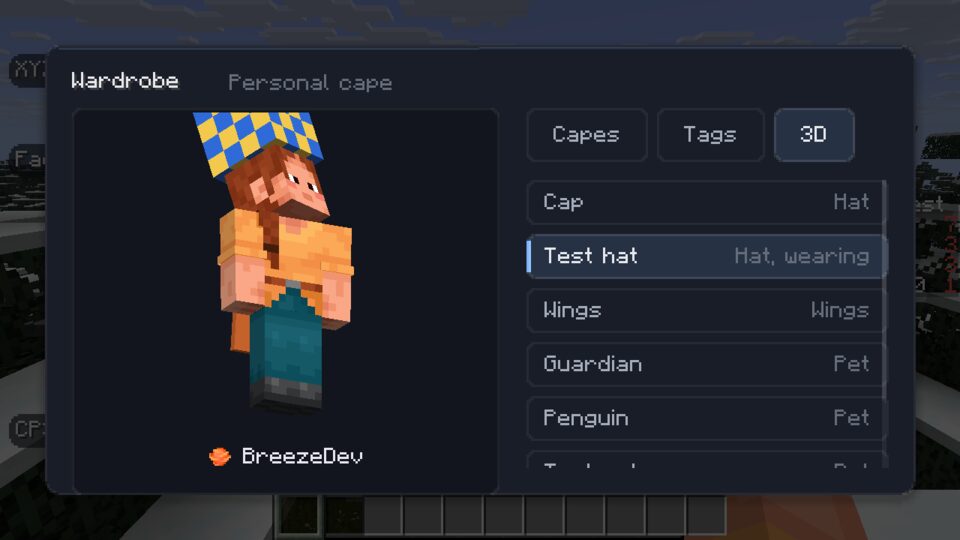 XYZ
Wardrobe
Personal cape
Capes
Tags
3D
Cap
Hat
Test hat
Hat, wearing
Wings
Wings
Guardian
Pet
Penguin
Pet
BreezeDev